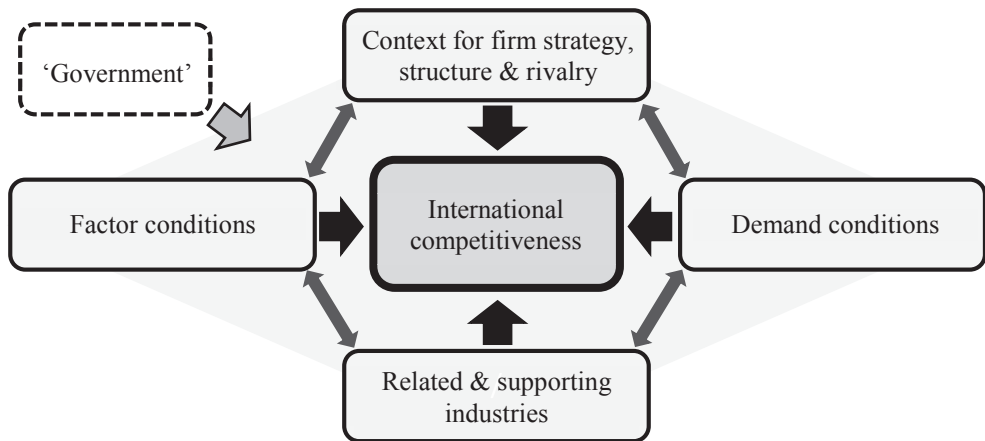 Context for firm strategy,
structure & rivalry
‘Government’
Factor conditions
International
competitiveness
Demand conditions
Related & supporting
industries